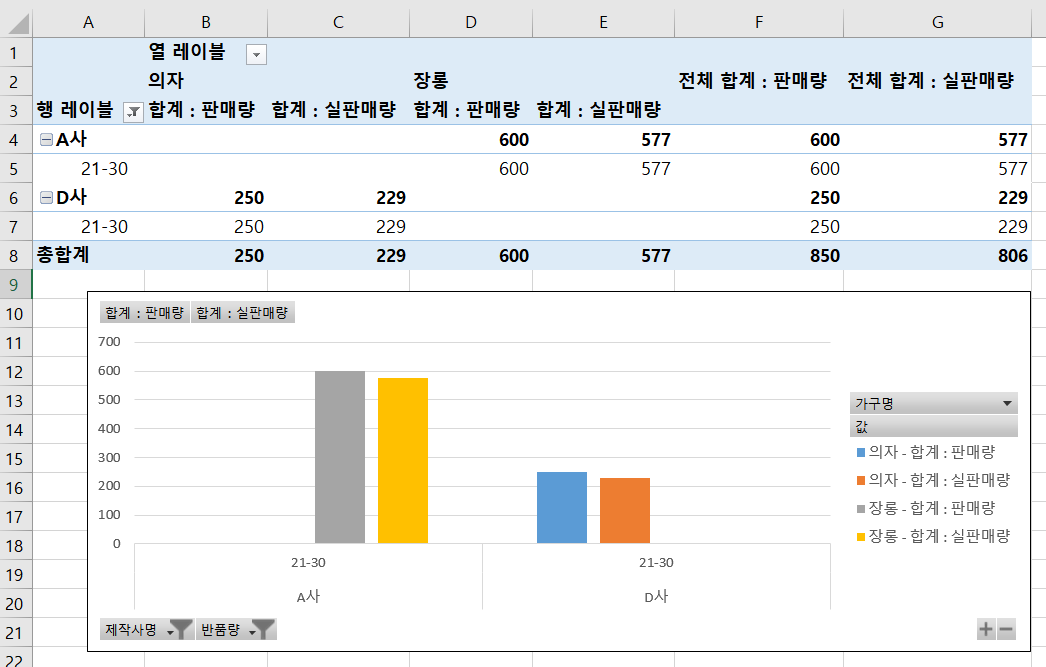 A B C D E F G
1 열 레이블
2 의자 장롱 전체 합계 : 판매량 전체 합계 : 실판매량
3 행 레이블 합계 : 판매량 합계 : 실판매량 합계 : 판매량 합계 : 실판매량
4 A사 600 577 600 577
5 21-30 600 577 600 577
6 D사 250 229 250 229
7 21-30 250 229 250 229
8 총합계 250 229 600 577 850 806
9
10
11
12
13
14
15
16
17
18
19
20
21
22
합계 : 판매량 합계 : 실판매량
700
600
500
400
300
200
100
0
21-30 21-30
A사 D사
제작사명 반품량
가구명
값
의자 - 합계 : 판매량
의자 - 합계 : 실판매량
장롱 - 합계 : 판매량
장롱 - 합계 : 실판매량